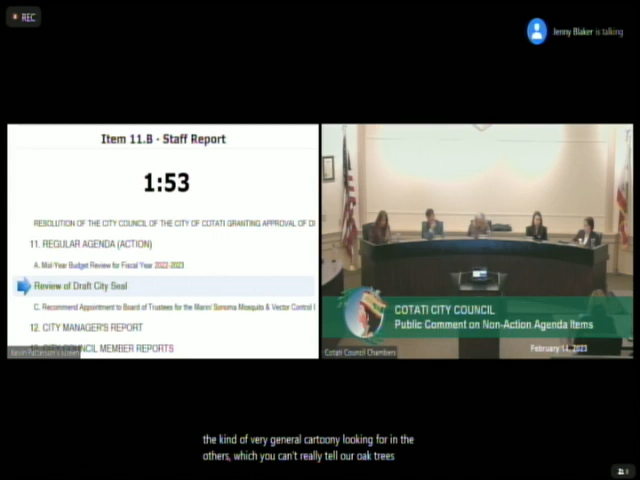 REC
Jenny Blaker is talking
Item 11.B - Staff Report
1:53
RESOLUTION OF THE CITY COUNCIL OF THE CITY OF COTATI GRANTING APPROVAL OF
11. REGULAR AGENDA (ACTION)
A. Mid-Year Budget Review for Fiscal Year 2022-2023
Review of Draft City Seal
C. Recommend Appointment to Board of Trustees for the Marin/ Sonoma Mosquito & Vector Control
12. CITY MANAGER'S REPORT
COUNCIL MEMBER REPORTS
COTATI CITY COUNCIL
Public Comment on Non-Action Agenda Items
February 14, 2023
Cotati Council Chambers
the kind of very general cartoony looking for in the
others, which you can't really tell our oak trees